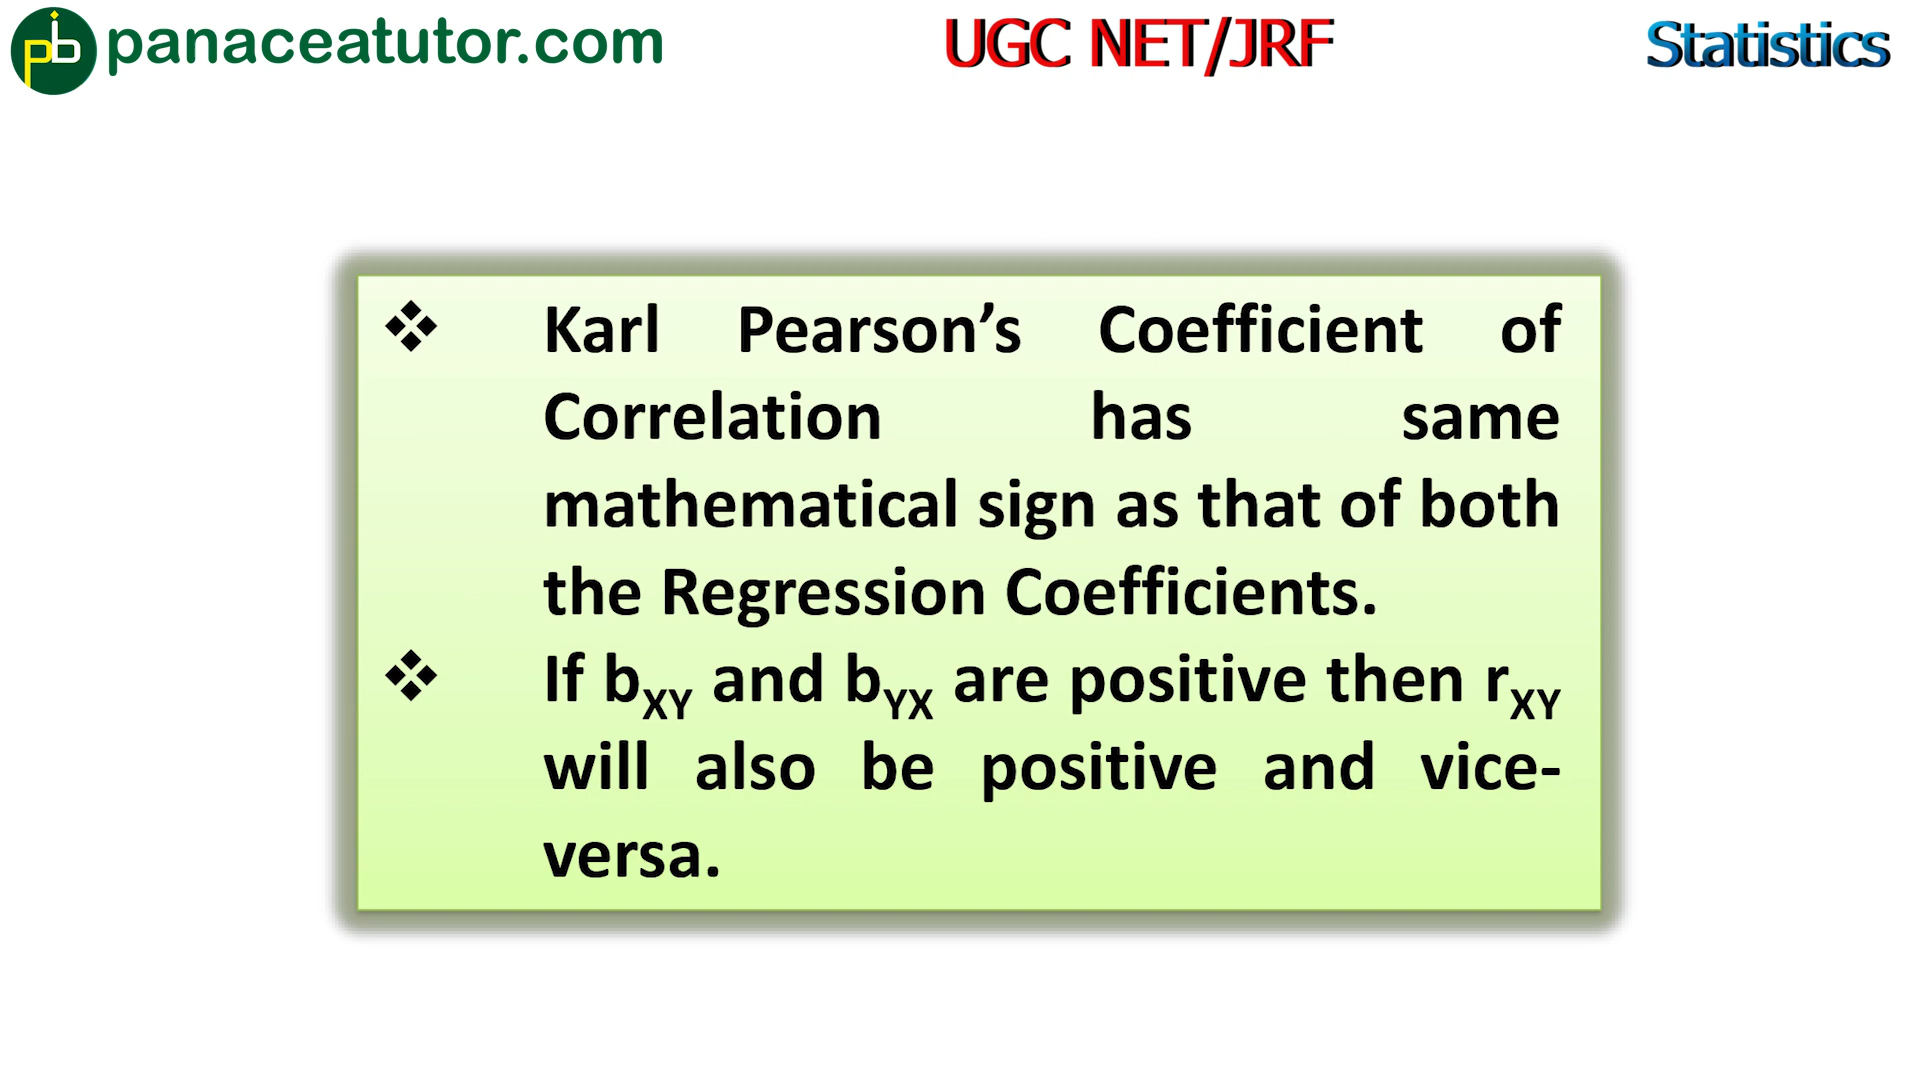 pb panaceatutor.com UGC NET/JRF Statistics
❖ Karl Pearson’s Coefficient of
Correlation has same
mathematical sign as that of both
the Regression Coefficients.
❖ If bXY and bYX are positive then rXY
will also be positive and vice-
versa.